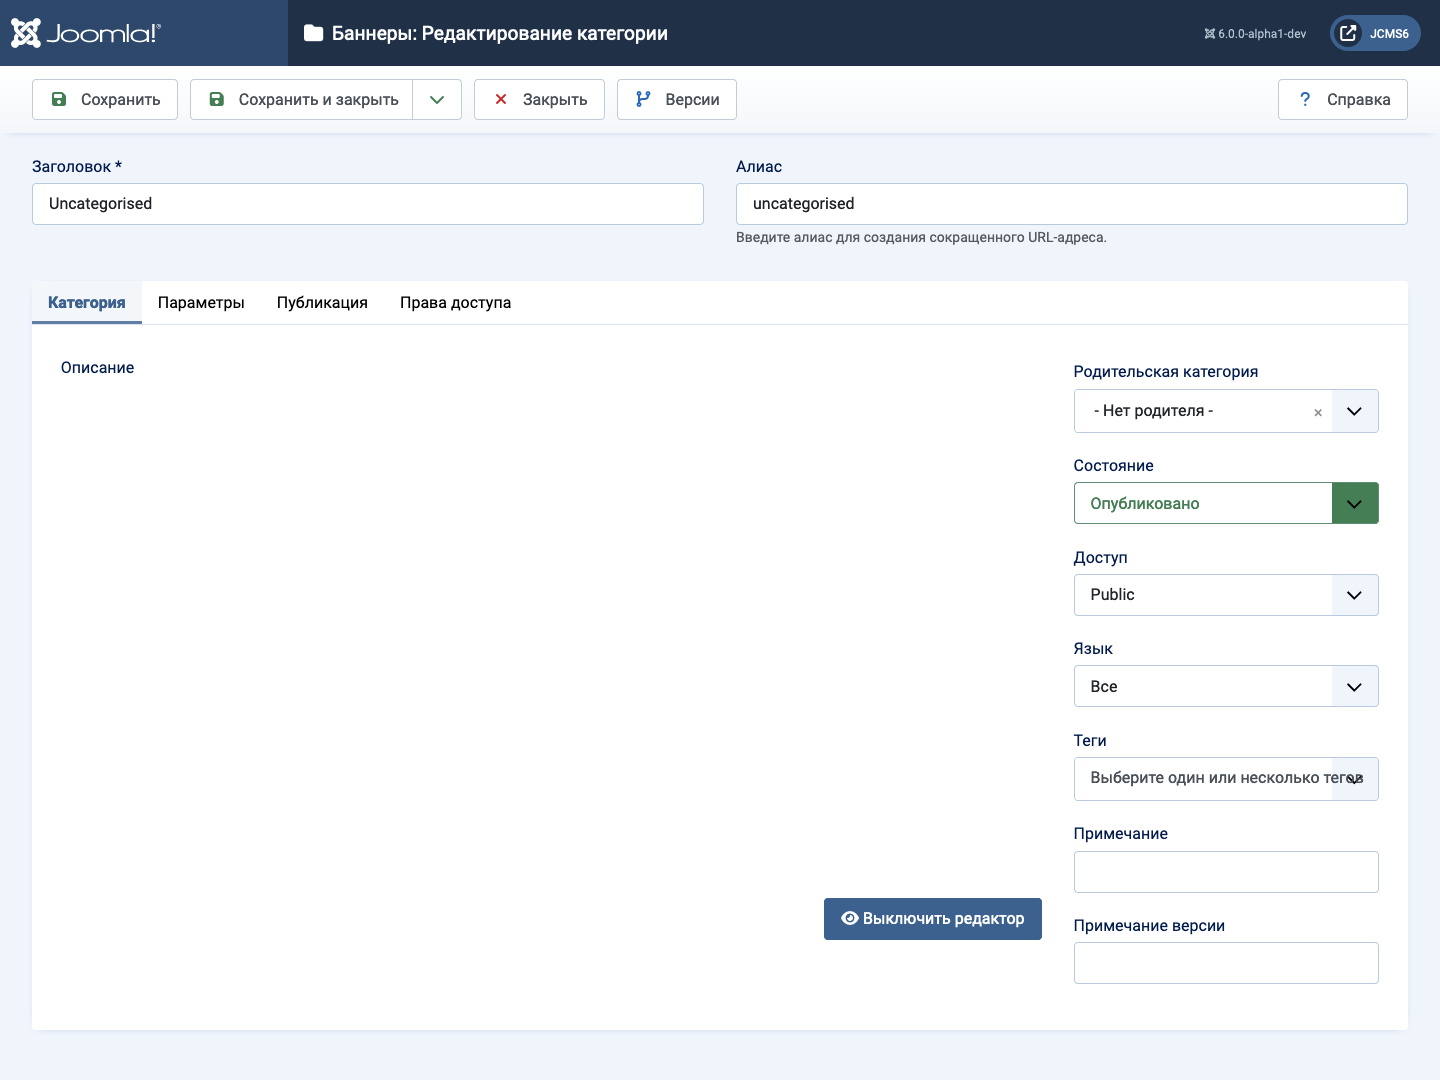 Joomla!®
Баннеры: Редактирование категории
6.0.0-alpha1-dev
JCMS6
Сохранить
Сохранить и закрыть
Закрыть
Версии
? Справка
Заголовок *
Алиас
Uncategorised
uncategorised
Введите алиас для создания сокращенного URL-адреса.
Категория
Параметры
Публикация
Права доступа
Описание
Родительская категория
- Нет родителя - ×
Состояние
Опубликовано
Доступ
Public
Язык
Все
Теги
Выберите один или несколько тегов
Примечание
Выключить редактор
Примечание версии